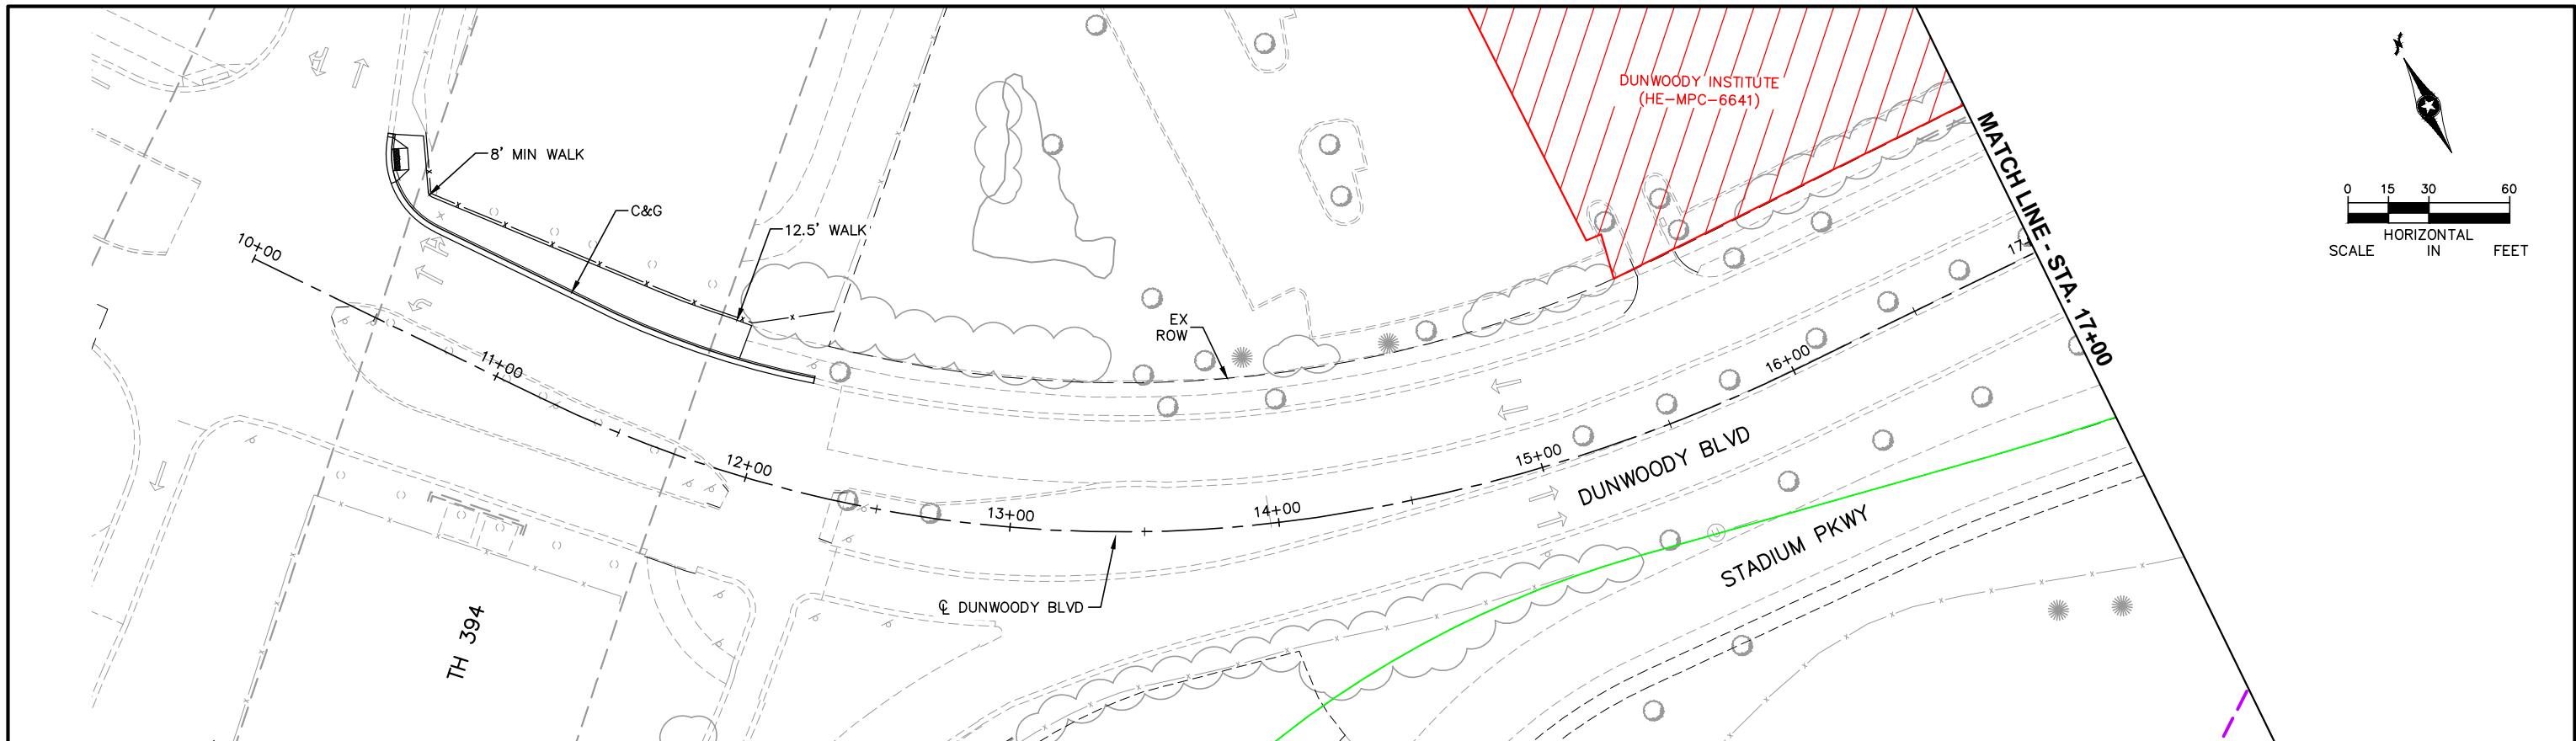 DUNWOODY INSTITUTE
(HE-MPC-6641)
MATCH LINE - STA. 17+00
0 15 30 60
HORIZONTAL
SCALE IN FEET
8' MIN WALK
C&G
12.5' WALK
10+00
11+00
12+00
13+00
14+00
15+00
16+00
17
EX
ROW
DUNWOODY BLVD
STADIUM PKWY
℄ DUNWOODY BLVD
TH 394